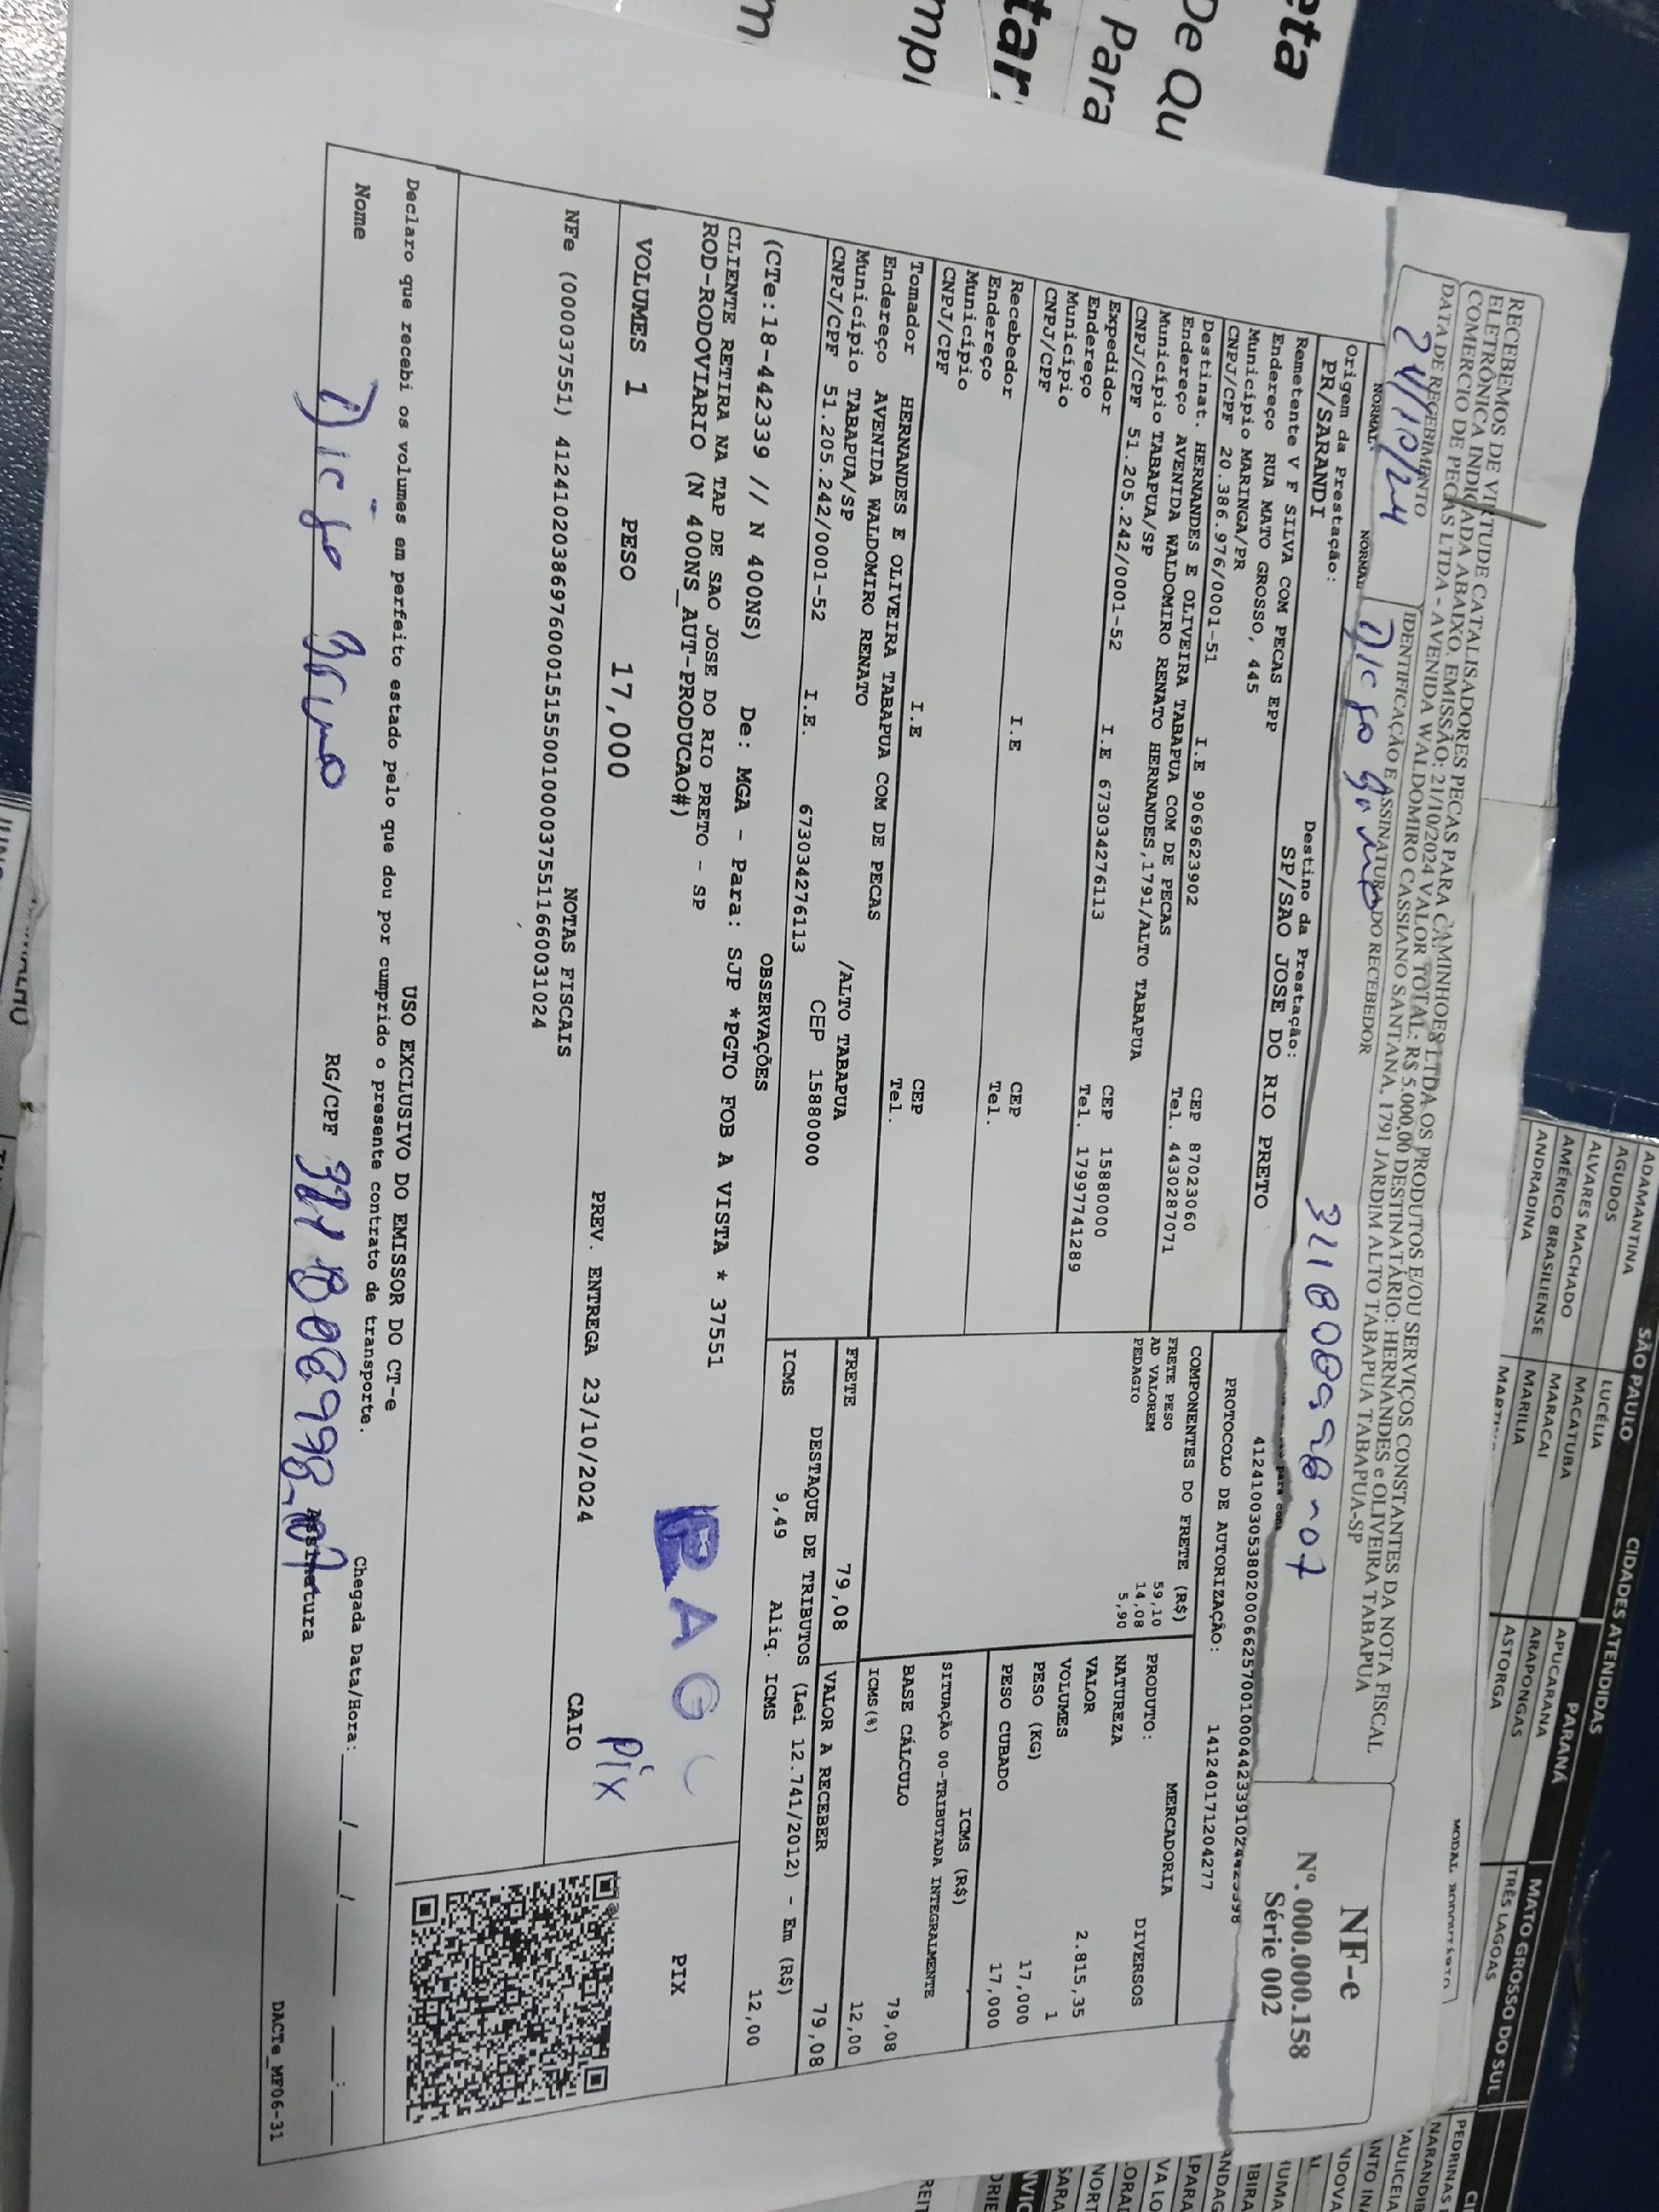 RECEBEMOS DE VIRTUDE CATALISADORES PECAS PARA CAMINHOES LTDA OS PRODUTOS E/OU SERVIÇOS CONSTANTES DA NOTA FISCAL
ELETRÔNICA INDICADA ABAIXO. EMISSÃO: 21/10/2024 VALOR TOTAL: R$ 5.000,00 DESTINATÁRIO: HERNANDES e OLIVEIRA TABAPUA
COMERCIO DE PECAS LTDA - AVENIDA WALDOMIRO CASSIANO SANTANA, 1791 JARDIM ALTO TABAPUA TABAPUA-SP
DATA DE RECEBIMENTO
IDENTIFICAÇÃO E ASSINATURA DO RECEBEDOR
24/10/24
Diego Bruno
NF-e
Nº. 000.000.158
Série 002
NORMAL NORMAL
Origem da Prestação: Destino da Prestação:
PR/SARANDI SP/SAO JOSE DO RIO PRETO
Remetente V F SILVA COM PECAS EPP
Endereço RUA MATO GROSSO, 445
Município MARINGA/PR CEP 87023060
CNPJ/CPF 20.386.976/0001-51 I.E 9069623902 Tel. 4430287071
Destinat. HERNANDES E OLIVEIRA TABAPUA COM DE PECAS
Endereço AVENIDA WALDOMIRO RENATO HERNANDES,1791/ALTO TABAPUA
Município TABAPUA/SP CEP 15880000
CNPJ/CPF 51.205.242/0001-52 I.E 67303427​6113 Tel. 17997741289
Expedidor
Endereço
Município
CNPJ/CPF
Recebedor I.E CEP
Endereço Tel.
Município
CNPJ/CPF
Tomador HERNANDES E OLIVEIRA TABAPUA COM DE PECAS I.E CEP
Endereço AVENIDA WALDOMIRO RENATO Tel.
Município TABAPUA/SP /ALTO TABAPUA
CNPJ/CPF 51.205.242/0001-52 I.E. 673034276113 CEP 15880000
PROTOCOLO DE AUTORIZAÇÃO: 141240171204277
COMPONENTES DO FRETE (R$)
FRETE PESO 59,10
AD VALOREM 14,08
PEDAGIO 5,90
MERCADORIA
PRODUTO: DIVERSOS
NATUREZA
VALOR 2.815,35
VOLUMES 1
PESO (KG) 17,000
PESO CUBADO 17,000
ICMS (R$)
SITUAÇÃO 00-TRIBUTADA INTEGRALMENTE
BASE CÁLCULO 79,08
ICMS(%) 12,00
FRETE 79,08 VALOR A RECEBER 79,08
DESTAQUE DE TRIBUTOS (Lei 12.741/2012) - Em (R$)
ICMS 9,49 Aliq. ICMS 12,00
OBSERVAÇÕES
(CTe:18-442339 // N 400NS) De: MGA - Para: SJP *PGTO FOB A VISTA * 37551
CLIENTE RETIRA NA TAP DE SAO JOSE DO RIO PRETO - SP
ROD-RODOVIARIO (N 400NS_AUT-PRODUCAO#)
PAGO
pix
PIX
VOLUMES 1 PESO 17,000 PREV. ENTREGA 23/10/2024 CAIO
NOTAS FISCAIS
NFe (000037551) 41241020386976000151550010000375511660031024
USO EXCLUSIVO DO EMISSOR DO CT-e
Declaro que recebi os volumes em perfeito estado pelo que dou por cumprido o presente contrato de transporte.
Nome Diego Bruno RG/CPF Assinatura
Chegada Data/Hora: ___/___/___ __:__
DACTe_MF06-31
SÃO PAULO
CIDADES ATENDIDAS
PARANÁ
MATO GROSSO DO SUL
ADAMANTINA
AGUDOS
ALVARES MACHADO
AMÉRICO BRASILIENSE
ANDRADINA
LUCÉLIA
MACATUBA
MARACAI
MARILIA
APUCARANA
ARAPONGAS
ASTORGA
TRÊS LAGOAS
De Qu
Para